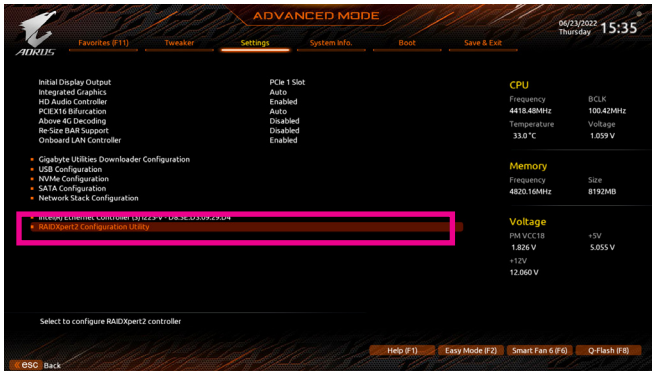 ADVANCED MODE
06/23/2022 Thursday 15:35
AORUS
Favorites (F11) Tweaker Settings System Info. Boot Save & Exit
Initial Display Output PCIe 1 Slot
Integrated Graphics Auto
HD Audio Controller Enabled
PCIEX16 Bifurcation Auto
Above 4G Decoding Disabled
Re-Size BAR Support Disabled
Onboard LAN Controller Enabled
Gigabyte Utilities Downloader Configuration
USB Configuration
NVMe Configuration
SATA Configuration
Network Stack Configuration
Intel(R) Ethernet Controller (3) I225-V -
RAIDXpert2 Configuration Utility
CPU
Frequency BCLK
4418.48MHz 100.42MHz
Temperature Voltage
33.0 °C 1.059 V
Memory
Frequency Size
4820.16MHz 8192MB
Voltage
PM VCC18 +5V
1.826 V 5.055 V
+12V
12.060 V
Select to configure RAIDXpert2 controller
Help (F1) Easy Mode (F2) Smart Fan 6 (F6) Q-Flash (F8)
esc Back